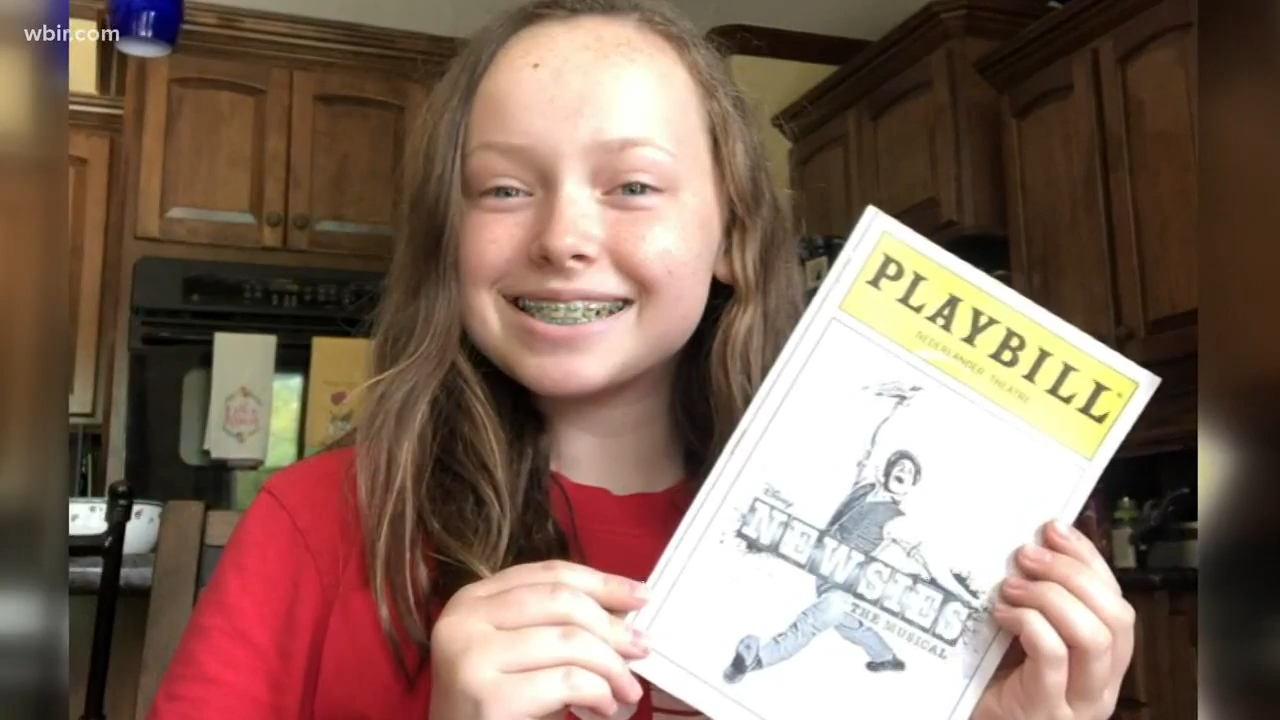 wbir.com
PLAYBILL®
NEDERLANDER THEATRE
Disney
NEWSIES
THE MUSICAL